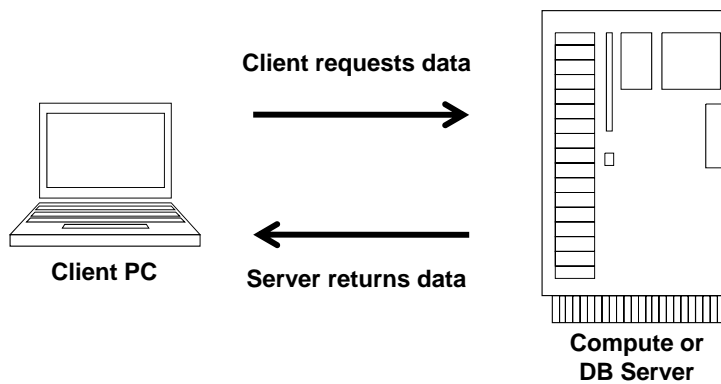 Client requests data
Client PC
Server returns data
Compute or
DB Server